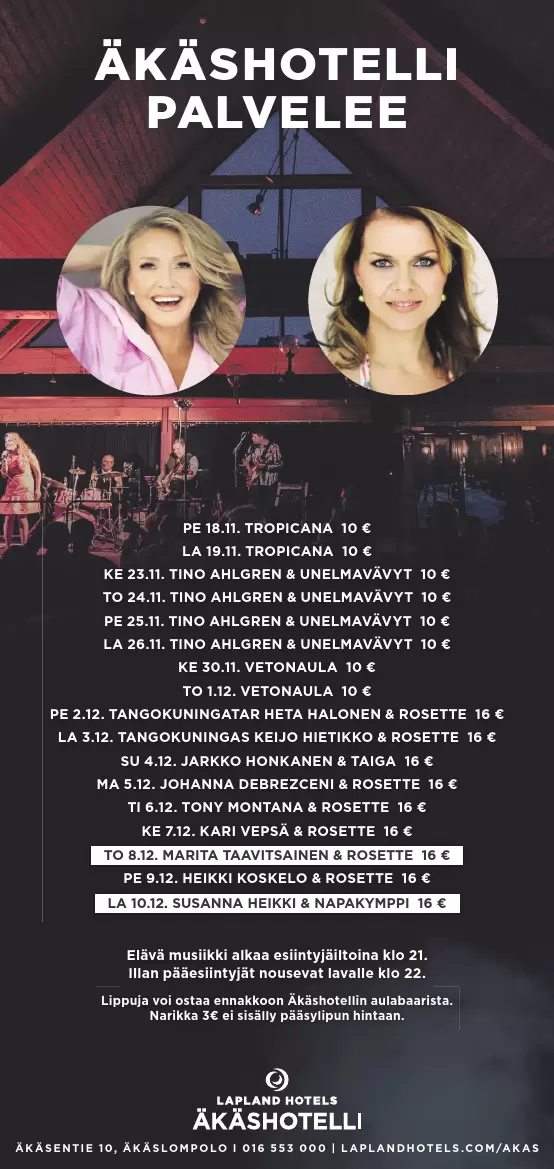 ÄKÄSHOTELLI
PALVELEE
PE 18.11. TROPICANA 10 €
LA 19.11. TROPICANA 10 €
KE 23.11. TINO AHLGREN & UNELMAVÄVYT 10 €
TO 24.11. TINO AHLGREN & UNELMAVÄVYT 10 €
PE 25.11. TINO AHLGREN & UNELMAVÄVYT 10 €
LA 26.11. TINO AHLGREN & UNELMAVÄVYT 10 €
KE 30.11. VETONAULA 10 €
TO 1.12. VETONAULA 10 €
PE 2.12. TANGOKUNINGATAR HETA HALONEN & ROSETTE 16 €
LA 3.12. TANGOKUNINGAS KEIJO HIETIKKO & ROSETTE 16 €
SU 4.12. JARKKO HONKANEN & TAIGA 16 €
MA 5.12. JOHANNA DEBREZCENI & ROSETTE 16 €
TI 6.12. TONY MONTANA & ROSETTE 16 €
KE 7.12. KARI VEPSÄ & ROSETTE 16 €
TO 8.12. MARITA TAAVITSAINEN & ROSETTE 16 €
PE 9.12. HEIKKI KOSKELO & ROSETTE 16 €
LA 10.12. SUSANNA HEIKKI & NAPAKYMPPI 16 €
Elävä musiikki alkaa esiintyjäiltoina klo 21.
Illan pääesiintyjät nousevat lavalle klo 22.
Lippuja voi ostaa ennakkoon Äkäshotellin aulabaarista.
Narikka 3€ ei sisälly pääsylipun hintaan.
LAPLAND HOTELS
ÄKÄSHOTELLI
ÄKÄSENTIE 10, ÄKÄSLOMPOLO I 016 553 000 | LAPLANDHOTELS.COM/AKAS